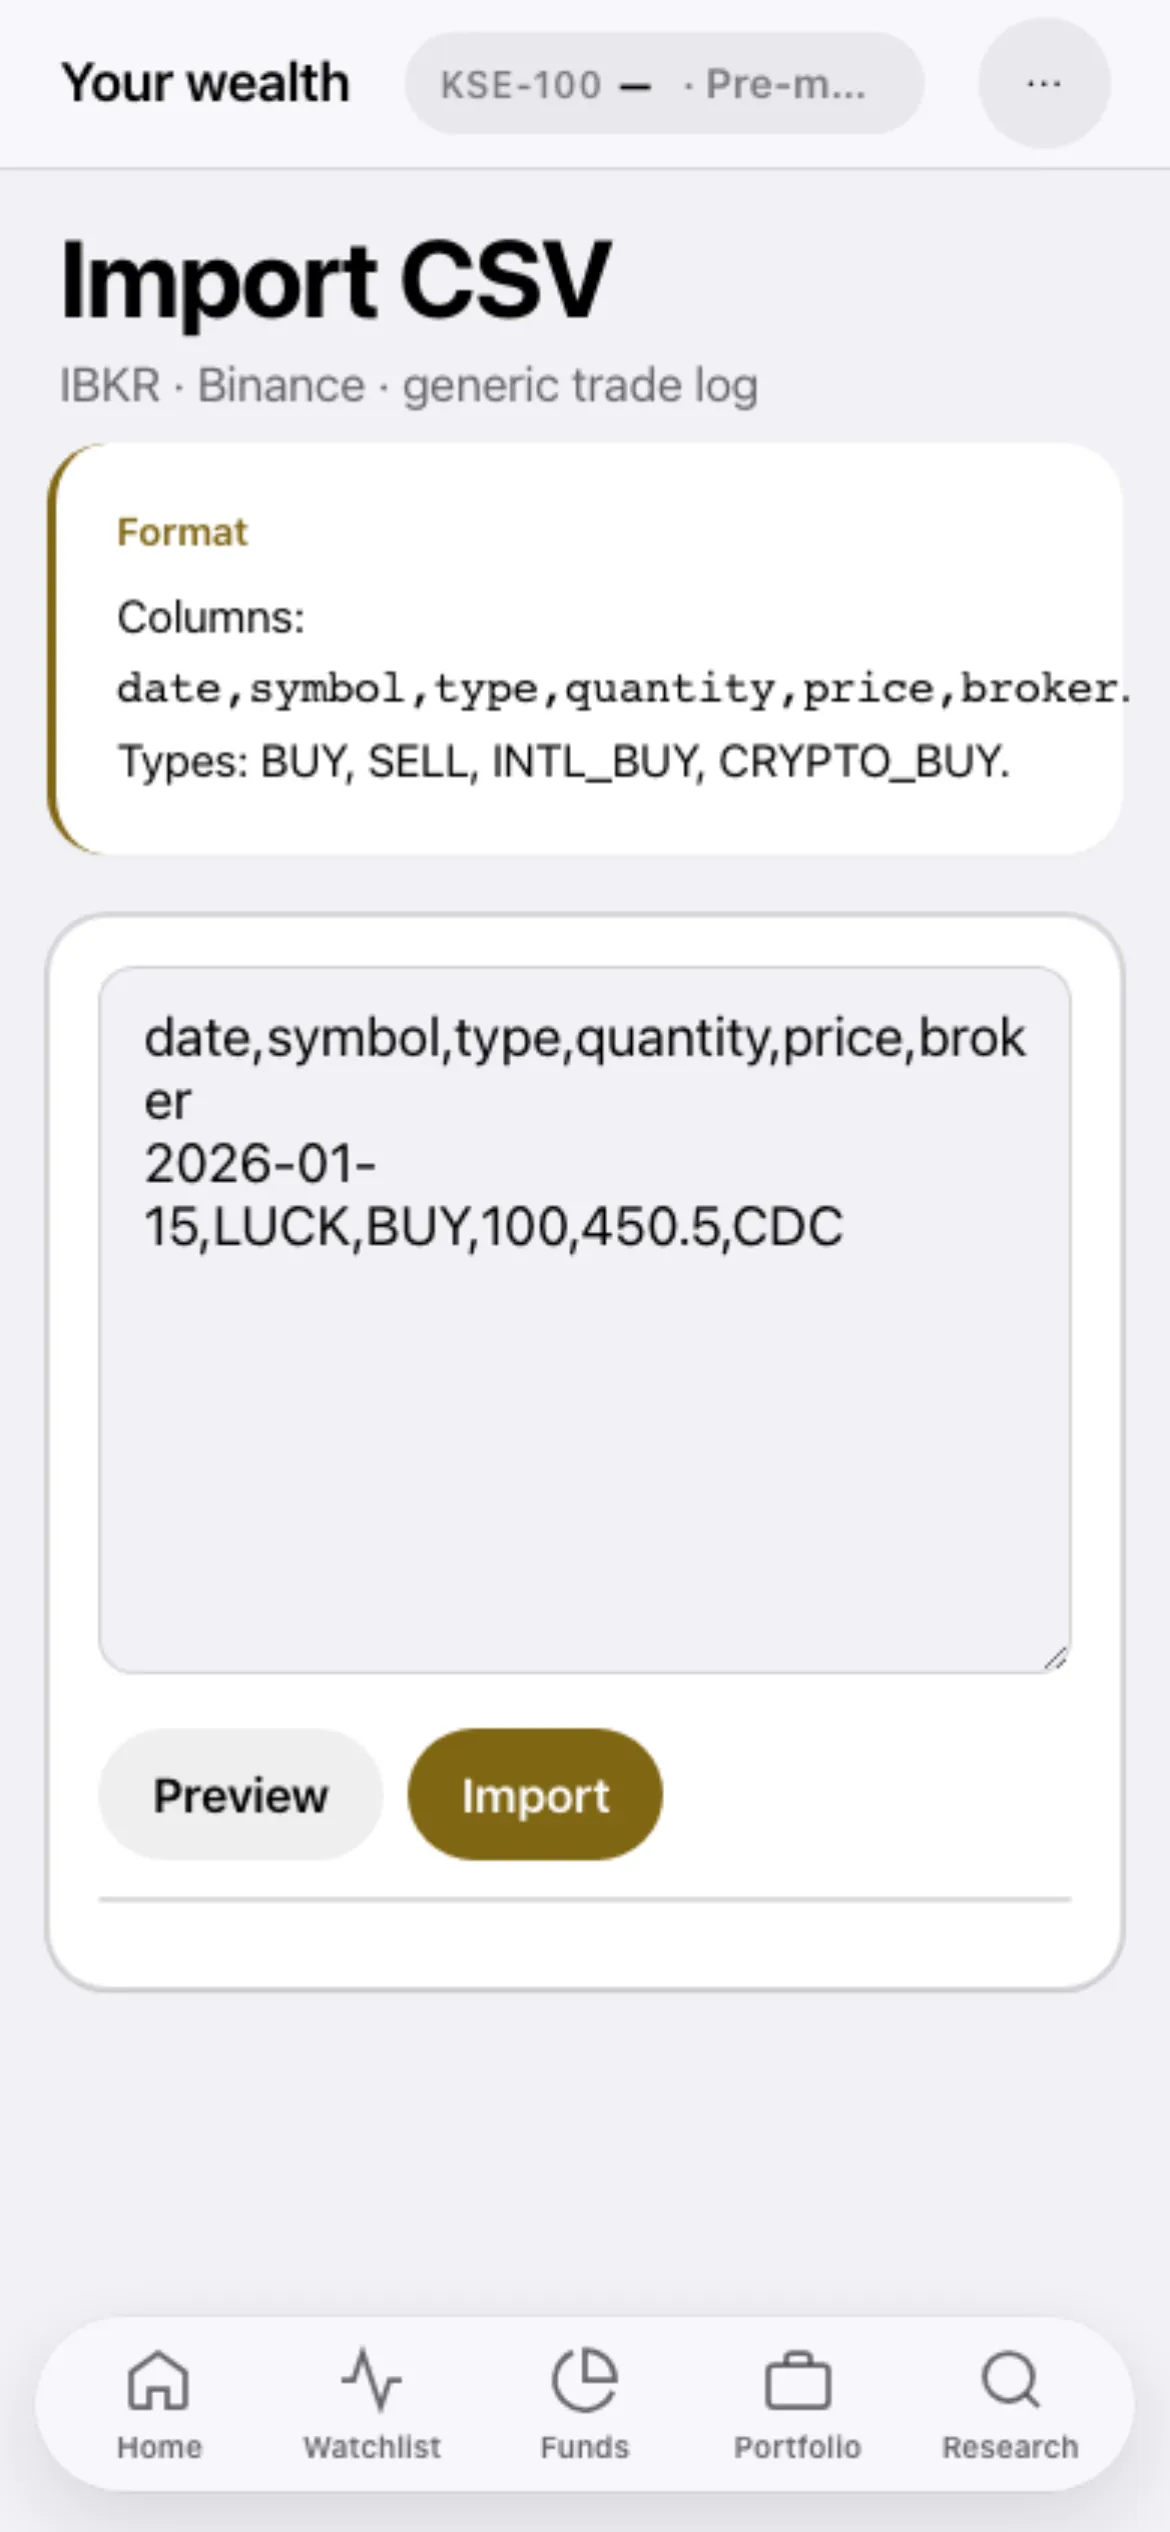 Your wealth
KSE-100 — · Pre-m...
...
Import CSV
IBKR · Binance · generic trade log
Format
Columns:
date,symbol,type,quantity,price,broker.
Types: BUY, SELL, INTL_BUY, CRYPTO_BUY.
date,symbol,type,quantity,price,brok
er
2026-01-
15,LUCK,BUY,100,450.5,CDC
Preview
Import
Home
Watchlist
Funds
Portfolio
Research